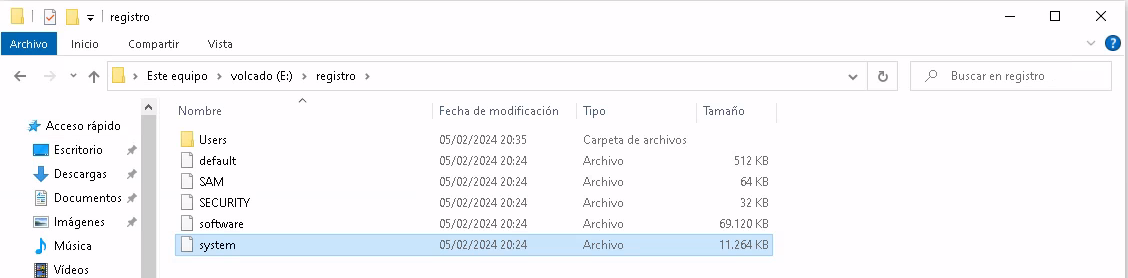 registro
Archivo Inicio Compartir Vista
Este equipo volcado (E:) registro Buscar en registro
Acceso rápido
Escritorio
Descargas
Documentos
Imágenes
Música
Vídeos
Nombre Fecha de modificación Tipo Tamaño
Users 05/02/2024 20:35 Carpeta de archivos
default 05/02/2024 20:24 Archivo 512 KB
SAM 05/02/2024 20:24 Archivo 64 KB
SECURITY 05/02/2024 20:24 Archivo 32 KB
software 05/02/2024 20:24 Archivo 69.120 KB
system 05/02/2024 20:24 Archivo 11.264 KB